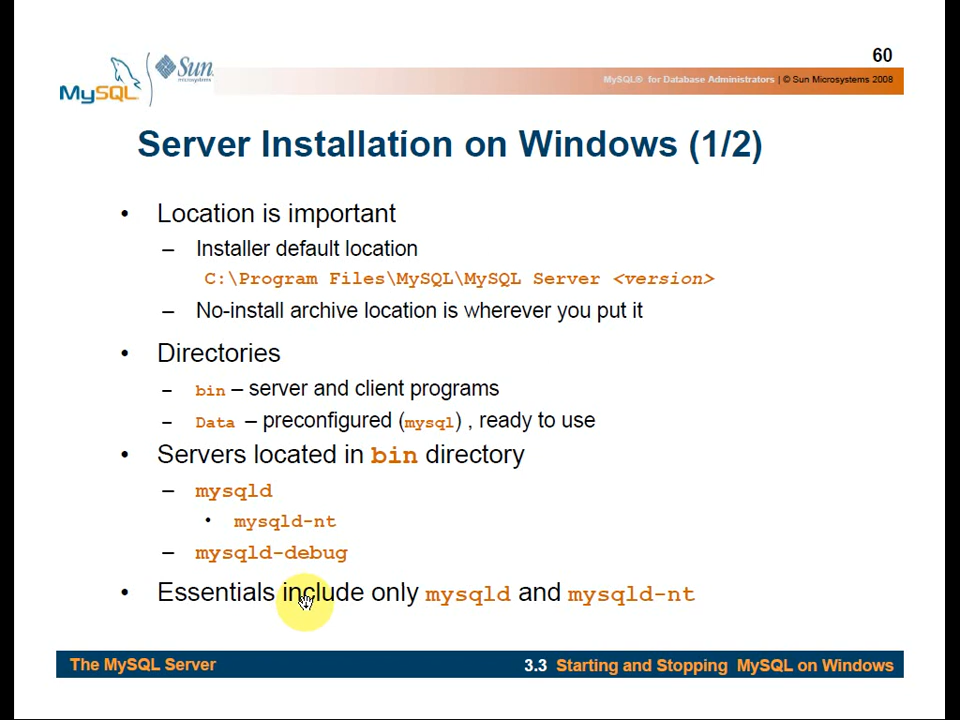 60
MySQL
Sun
microsystems
MySQL® for Database Administrators | © Sun Microsystems 2008
Server Installation on Windows (1/2)
• Location is important
– Installer default location
C:\Program Files\MySQL\MySQL Server <version>
– No-install archive location is wherever you put it
• Directories
– bin – server and client programs
– Data – preconfigured (mysql) , ready to use
• Servers located in bin directory
– mysqld
• mysqld-nt
– mysqld-debug
• Essentials include only mysqld and mysqld-nt
The MySQL Server
3.3 Starting and Stopping MySQL on Windows